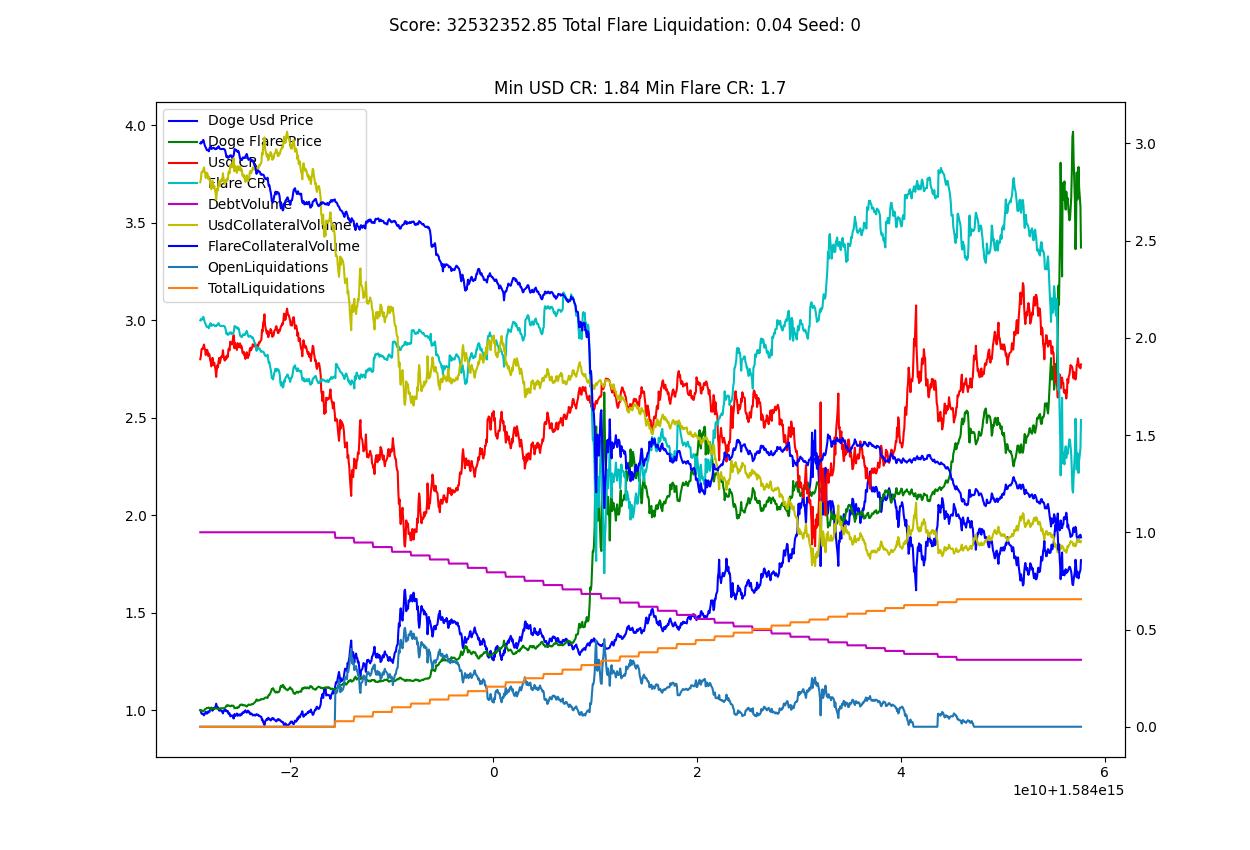 Score: 32532352.85 Total Flare Liquidation: 0.04 Seed: 0
Min USD CR: 1.84 Min Flare CR: 1.7
Doge Usd Price
Doge Flare Price
Usd CR
Flare CR
DebtVolume
UsdCollateralVolume
FlareCollateralVolume
OpenLiquidations
TotalLiquidations
4.0
3.5
3.0
2.5
2.0
1.5
1.0
3.0
2.5
2.0
1.5
1.0
0.5
0.0
−2
0
2
4
6
1e10+1.584e15